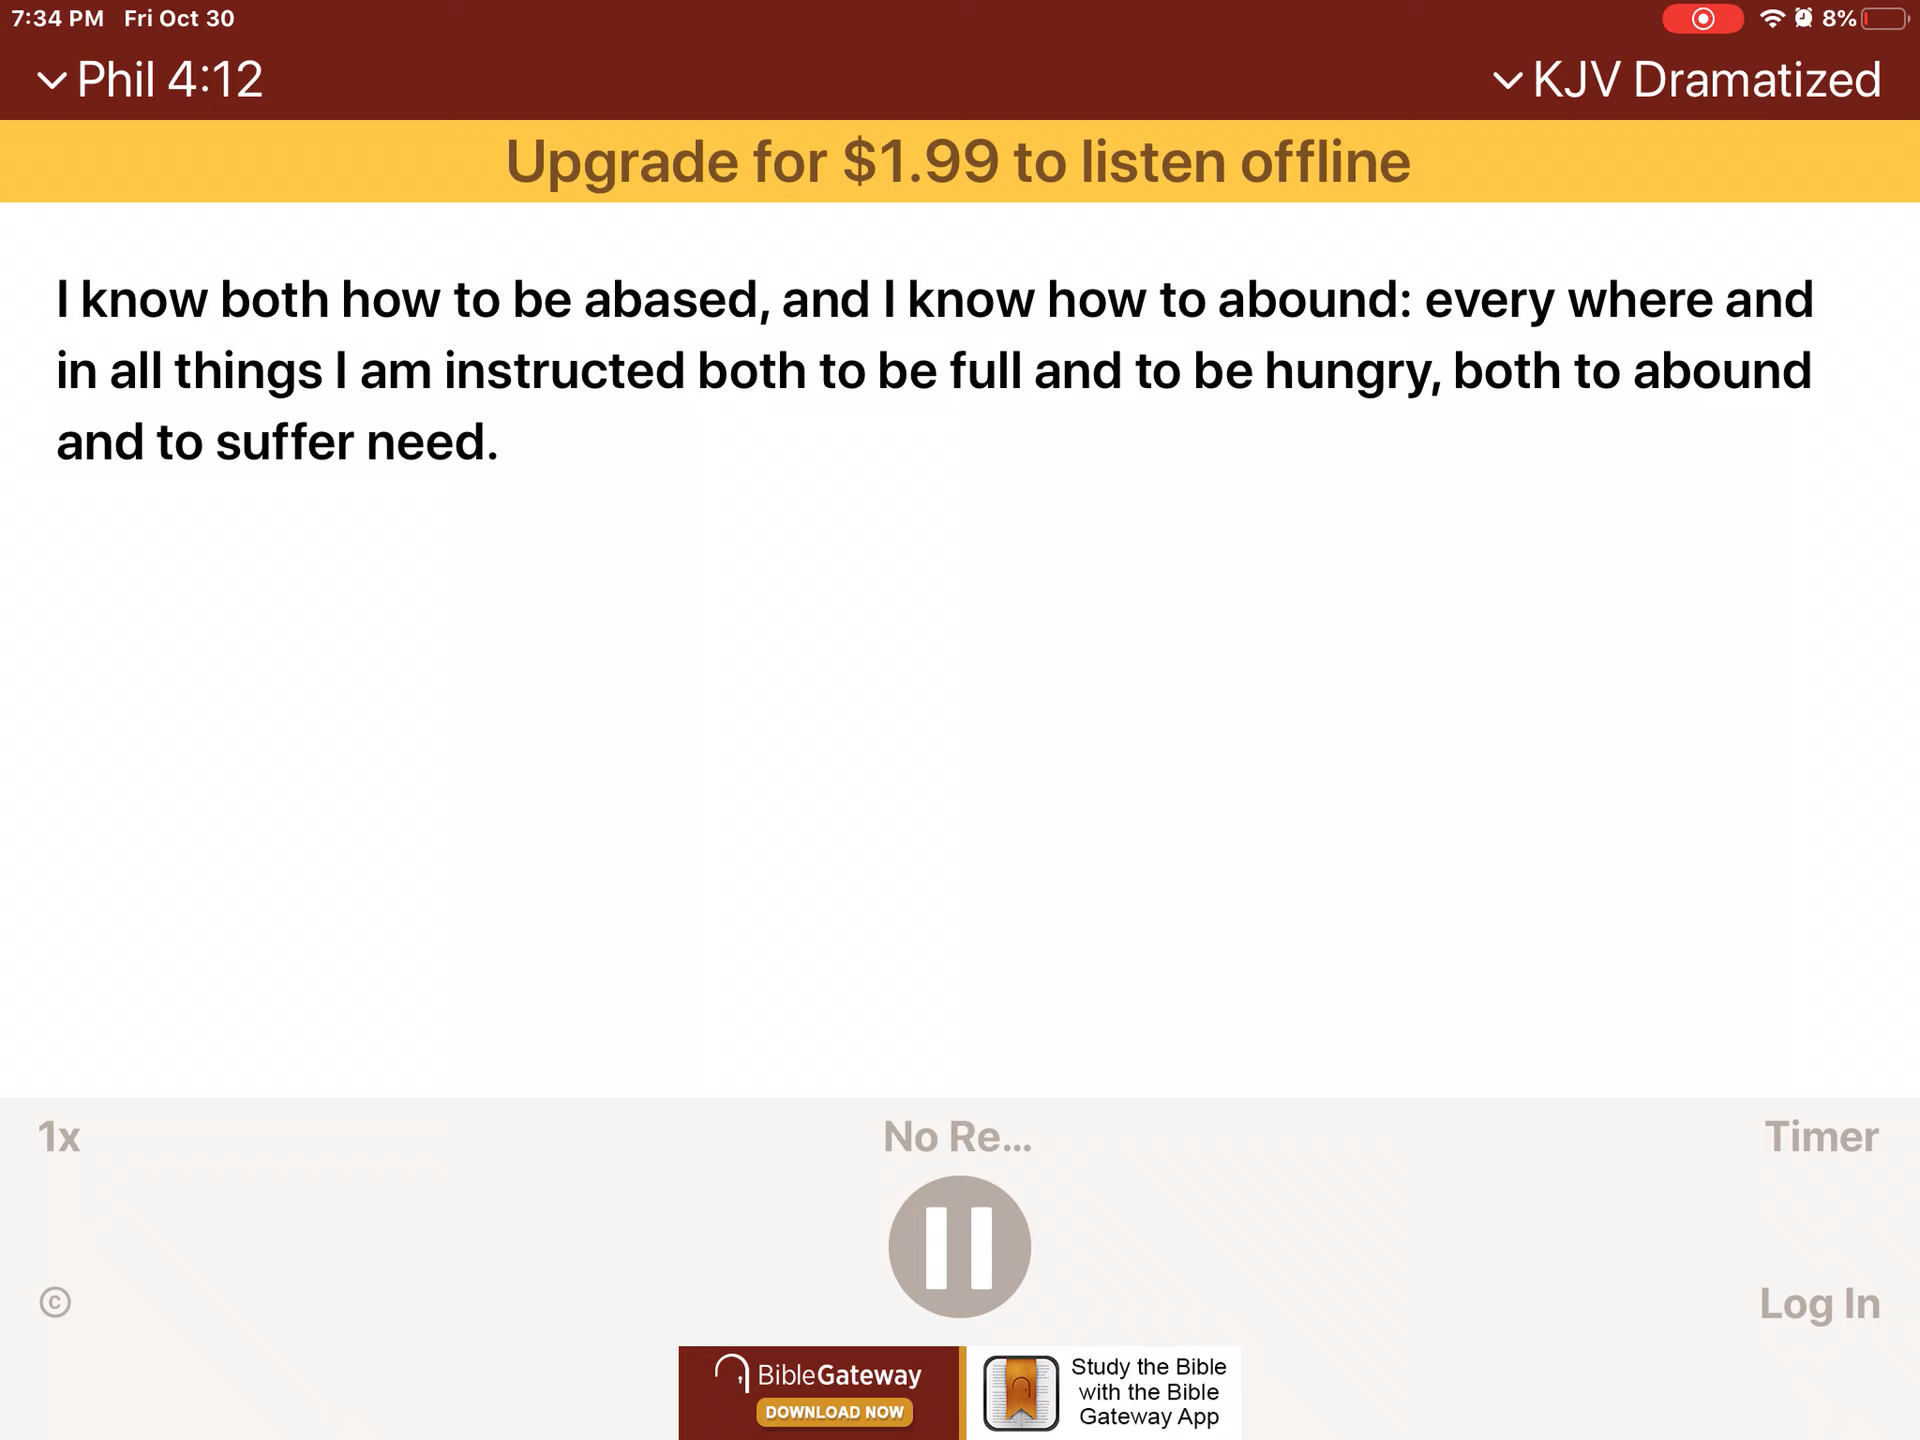 7:34 PM Fri Oct 30 8%
Phil 4:12 KJV Dramatized
Upgrade for $1.99 to listen offline
I know both how to be abased, and I know how to abound: every where and
in all things I am instructed both to be full and to be hungry, both to abound
and to suffer need.
1x No Re... Timer
© Log In
BibleGateway
DOWNLOAD NOW
Study the Bible
with the Bible
Gateway App